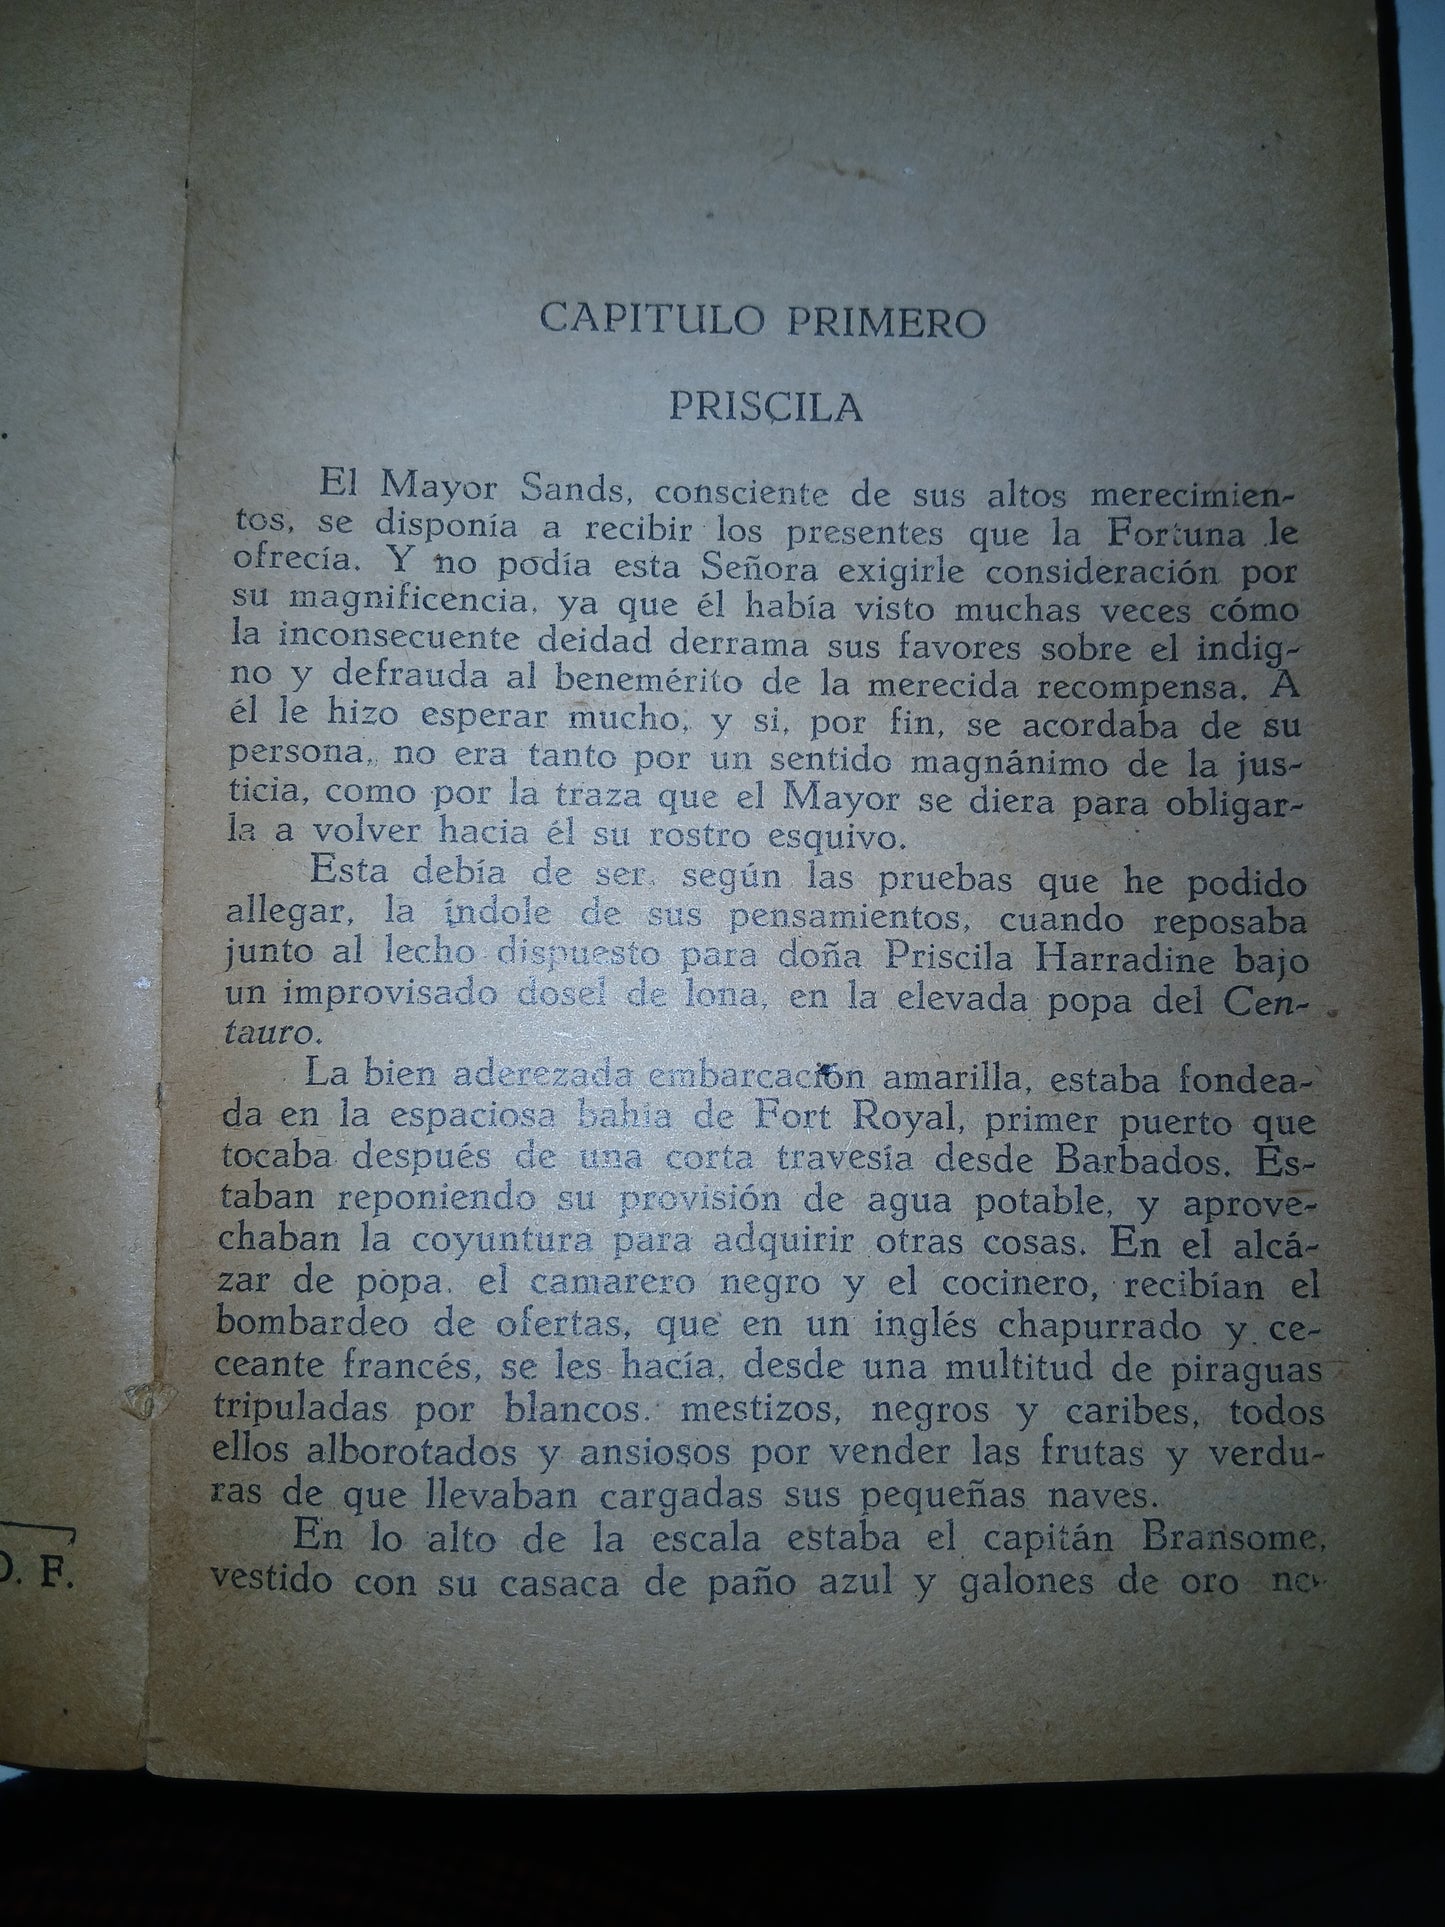 CAPITULO PRIMERO
PRISCILA
El Mayor Sands, consciente de sus altos merecimien-
tos, se disponía a recibir los presentes que la Fortuna le
ofrecía. Y no podía esta Señora exigirle consideración por
su magnificencia, ya que él había visto muchas veces cómo
la inconsecuente deidad derrama sus favores sobre el indig-
no y defrauda al benemérito de la merecida recompensa. A
él le hizo esperar mucho; y si, por fin, se acordaba de su
persona, no era tanto por un sentido magnánimo de la jus-
ticia, como por la traza que el Mayor se diera para obligar-
la a volver hacia él su rostro esquivo.
Esta debía de ser, según las pruebas que he podido
allegar, la índole de sus pensamientos, cuando reposaba
junto al lecho dispuesto para doña Priscila Harradine bajo
un improvisado dosel de lona, en la elevada popa del Cen-
tauro.
La bien aderezada embarcación amarilla, estaba fondea-
da en la espaciosa bahía de Fort Royal, primer puerto que
tocaba después de una corta travesía desde Barbados. Es-
taban reponiendo su provisión de agua potable, y aprove-
chaban la coyuntura para adquirir otras cosas. En el alcá-
zar de popa, el camarero negro y el cocinero, recibían el
bombardeo de ofertas, que en un inglés chapurrado y ce-
ceante francés, se les hacía, desde una multitud de piraguas
tripuladas por blancos, mestizos, negros y caribes, todos
ellos alborotados y ansiosos por vender las frutas y verdu-
ras de que llevaban cargadas sus pequeñas naves.
En lo alto de la escala estaba el capitán Bransome,
vestido con su casaca de paño azul y galones de oro
F.